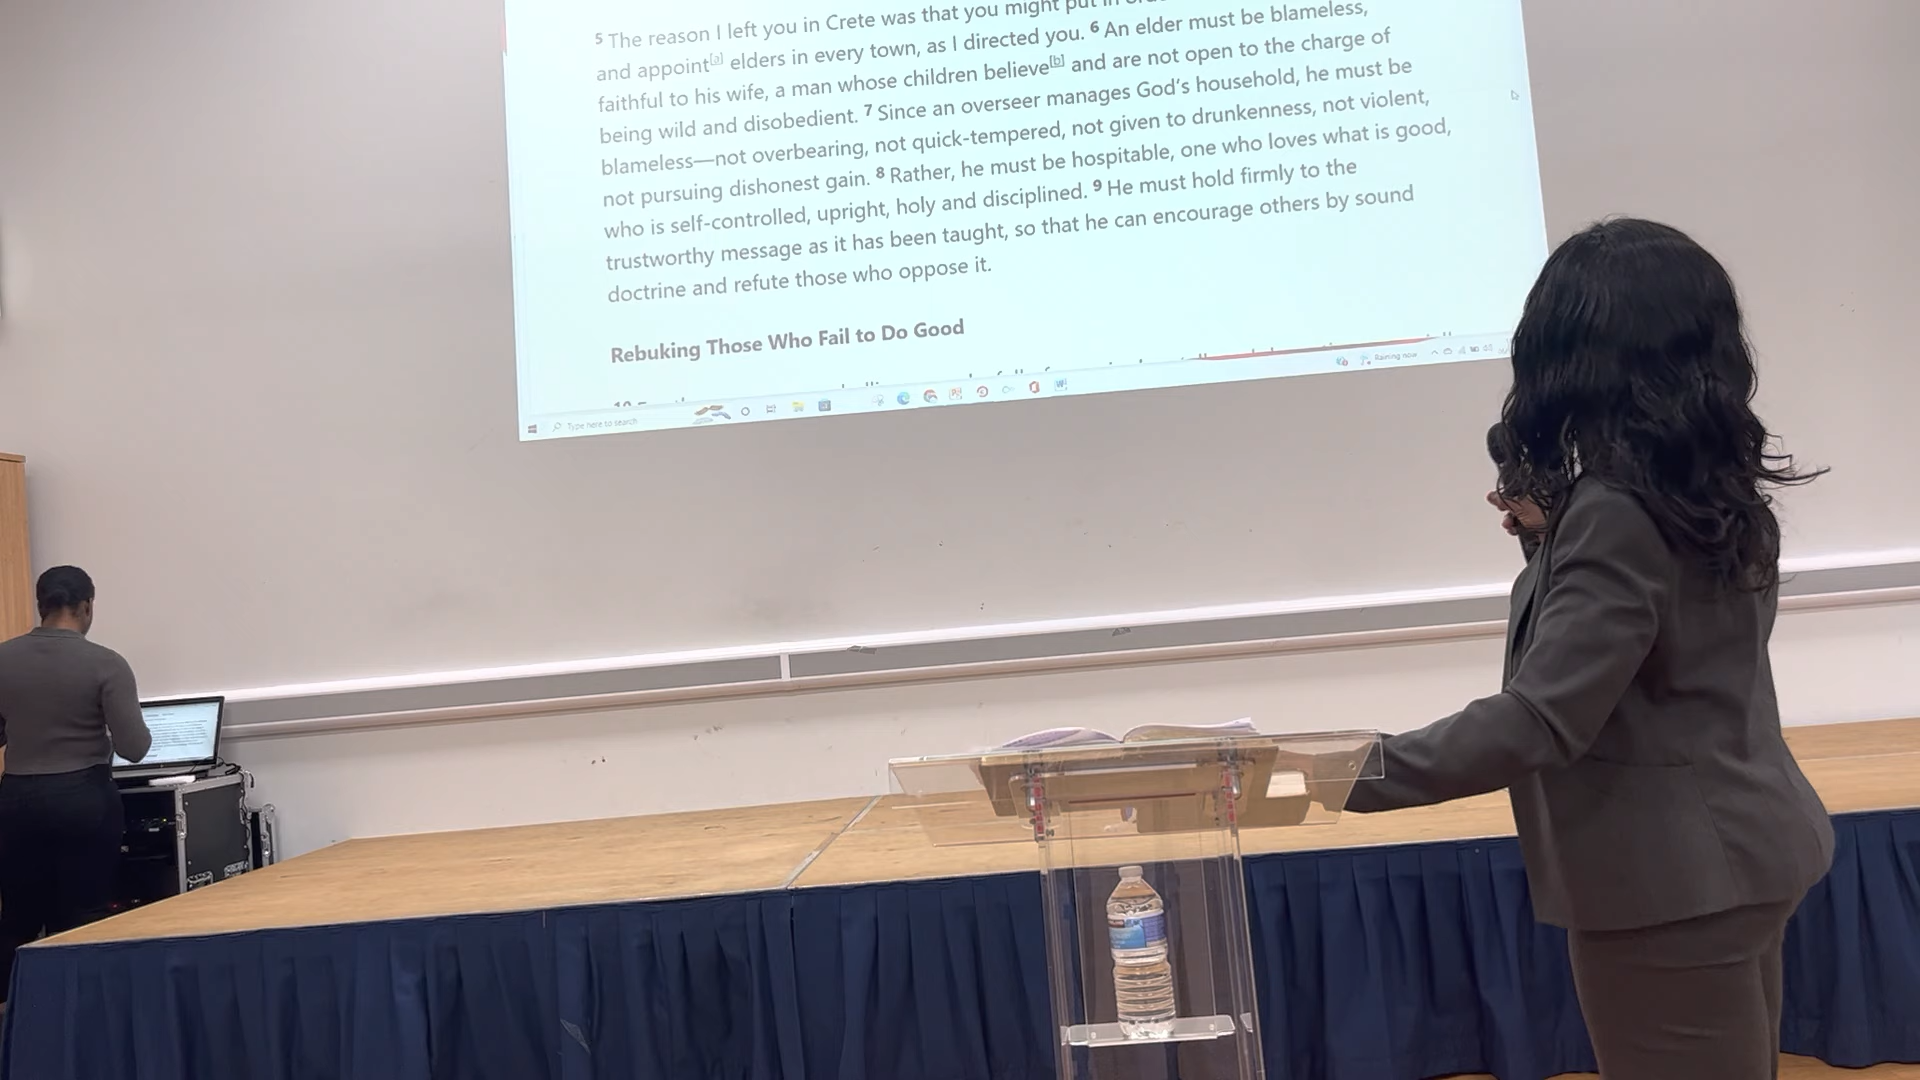 ⁵ The reason I left you in Crete was that you might put in
and appoint[a] elders in every town, as I directed you. ⁶ An elder must be blameless,
faithful to his wife, a man whose children believe[b] and are not open to the charge of
being wild and disobedient. ⁷ Since an overseer manages God's household, he must be
blameless—not overbearing, not quick-tempered, not given to drunkenness, not violent,
not pursuing dishonest gain. ⁸ Rather, he must be hospitable, one who loves what is good,
who is self-controlled, upright, holy and disciplined. ⁹ He must hold firmly to the
trustworthy message as it has been taught, so that he can encourage others by sound
doctrine and refute those who oppose it.
Rebuking Those Who Fail to Do Good
Type here to search
Raining now